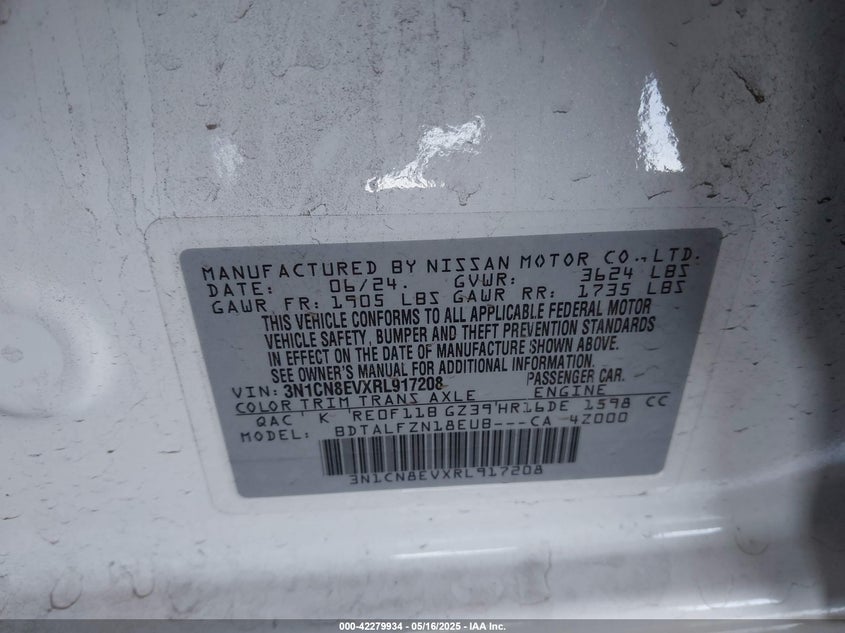 MANUFACTURED BY NISSAN MOTOR CO., LTD.
DATE: 06/24. GVWR: 3624 LBS
GAWR FR: 1905 LBS GAWR RR: 1735 LBS
THIS VEHICLE CONFORMS TO ALL APPLICABLE FEDERAL MOTOR
VEHICLE SAFETY, BUMPER AND THEFT PREVENTION STANDARDS
IN EFFECT ON THE DATE OF MANUFACTURE SHOWN ABOVE.
SEE OWNER'S MANUAL FOR ADDITIONAL INFORMATION.
VIN: 3N1CN8EVXRL917208 PASSENGER CAR.
COLOR TRIM TRANS AXLE ENGINE
QAC K RE0F11B GZ39 HR16DE 1598 CC
MODEL: BDTALFZN18EUB---CA 4Z000
3N1CN8EVXRL917208
000-42279934 - 05/16/2025 - IAA Inc.